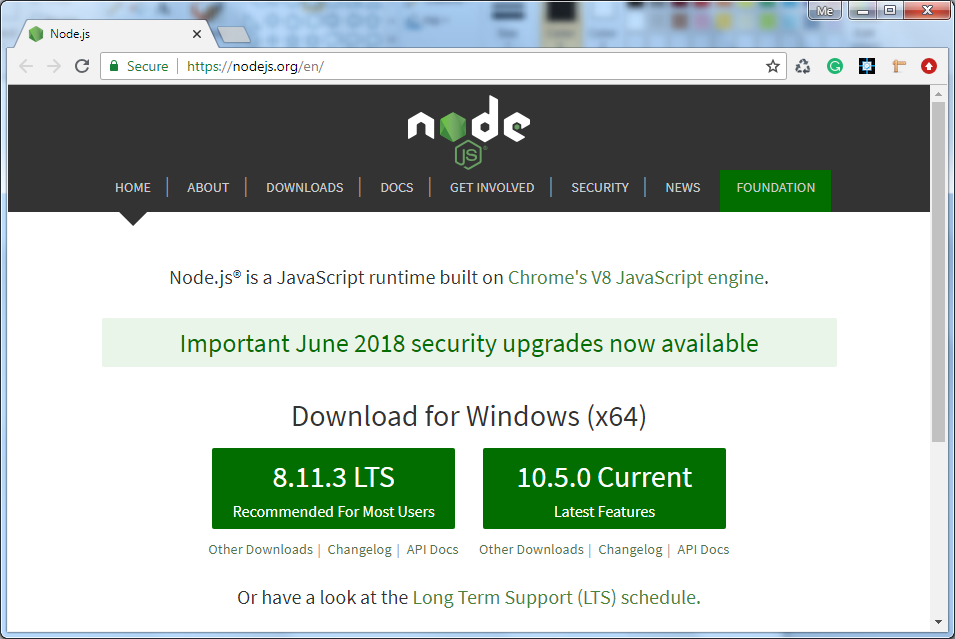 Me
Node.js
Secure | https://nodejs.org/en/
node
JS
HOME | ABOUT | DOWNLOADS | DOCS | GET INVOLVED | SECURITY | NEWS FOUNDATION
Node.js® is a JavaScript runtime built on Chrome's V8 JavaScript engine.
Important June 2018 security upgrades now available
Download for Windows (x64)
8.11.3 LTS
Recommended For Most Users
10.5.0 Current
Latest Features
Other Downloads | Changelog | API Docs
Other Downloads | Changelog | API Docs
Or have a look at the Long Term Support (LTS) schedule.